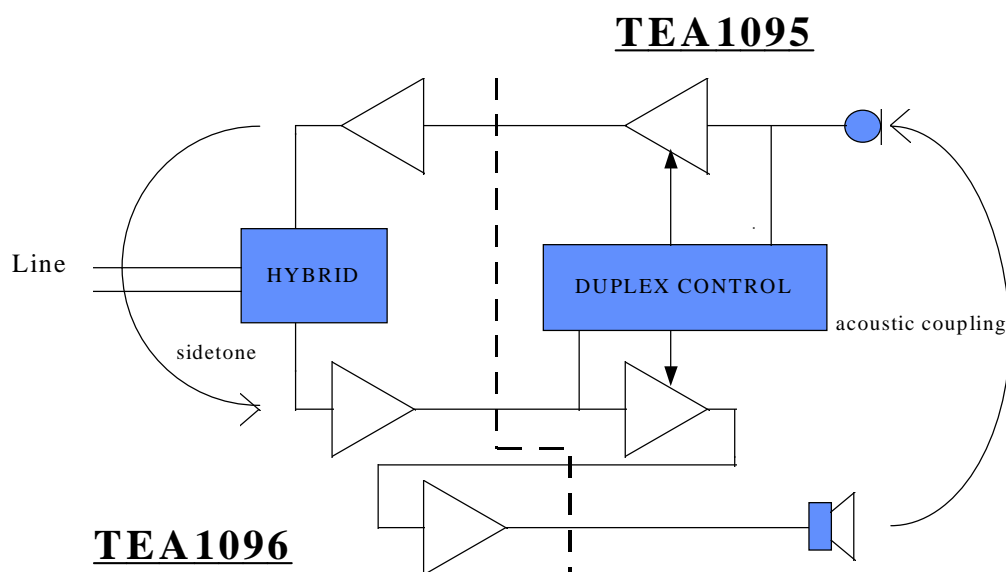 TEA1095
Line
HYBRID
DUPLEX CONTROL
acoustic coupling
sidetone
TEA1096